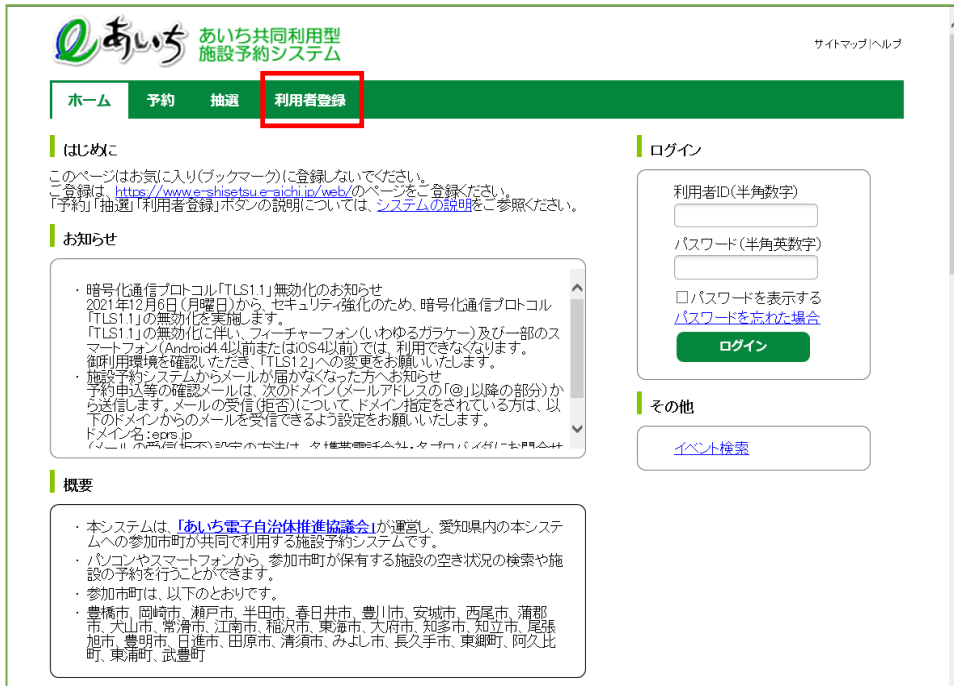 あいち
あいち共同利用型
施設予約システム
サイトマップ|ヘルプ
ホーム 予約 抽選 利用者登録
はじめに
このページはお気に入り(ブックマーク)に登録しないでください。
ご登録は、https://www.e-shisetsu.e-aichi.jp/web/のページをご登録ください。
「予約」「抽選」「利用者登録」ボタンの説明については、システムの説明をご参照ください。
お知らせ
・暗号化通信プロトコル「TLS1.1」無効化のお知らせ
2021年12月6日(月曜日)から、セキュリティ強化のため、暗号化通信プロトコル
「TLS1.1」の無効化を実施します。
「TLS1.1」の無効化に伴い、フィーチャーフォン(いわゆるガラケー)及び一部のス
マートフォン(Android4.4以前またはiOS4以前)では、利用できなくなります。
御利用環境を確認いただき、「TLS1.2」への変更をお願いいたします。
・施設予約システムからメールが届かなくなった方へお知らせ
予約申込等の確認メールは、次のドメイン(メールアドレスの「@」以降の部分)か
ら送信します。メールの受信(拒否)について、ドメイン指定をされている方は、以
下のドメインからのメールを受信できるよう設定をお願いいたします。
ドメイン名:eprs.jp
(メールの受信(拒否)設定の方法は、各携帯電話会社・各プロバイダにお問合せ
概要
・本システムは、「あいち電子自治体推進協議会」が運営し、愛知県内の本システ
ムへの参加市町が共同で利用する施設予約システムです。
・パソコンやスマートフォンから、参加市町が保有する施設の空き状況の検索や施
設の予約を行うことができます。
・参加市町は、以下のとおりです。
・豊橋市、岡崎市、瀬戸市、半田市、春日井市、豊川市、安城市、西尾市、蒲郡
市、犬山市、常滑市、江南市、稲沢市、東海市、大府市、知多市、知立市、尾張
旭市、豊明市、日進市、田原市、清須市、みよし市、長久手市、東郷町、阿久比
町、東浦町、武豊町
ログイン
利用者ID(半角数字)
パスワード(半角英数字)
□パスワードを表示する
パスワードを忘れた場合
ログイン
その他
イベント検索